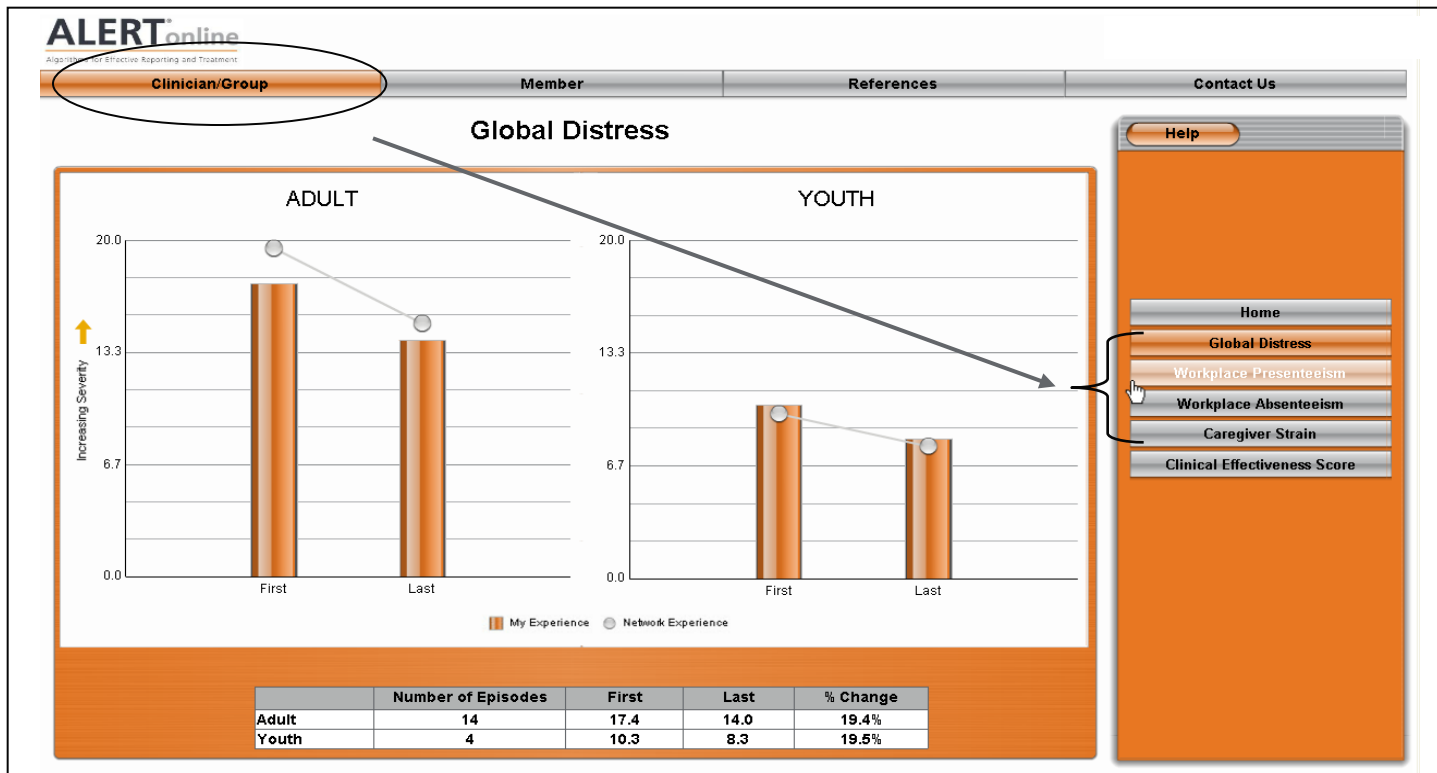 ALERT® online
Algorithms for Effective Reporting and Treatment
Clinician/Group Member References Contact Us
Global Distress
Help
ADULT
YOUTH
20.0
13.3
6.7
0.0
Increasing Severity
First Last
20.0
13.3
6.7
0.0
First Last
My Experience Network Experience
Home
Global Distress
Workplace Presenteeism
Workplace Absenteeism
Caregiver Strain
Clinical Effectiveness Score
Number of Episodes First Last % Change
Adult 14 17.4 14.0 19.4%
Youth 4 10.3 8.3 19.5%